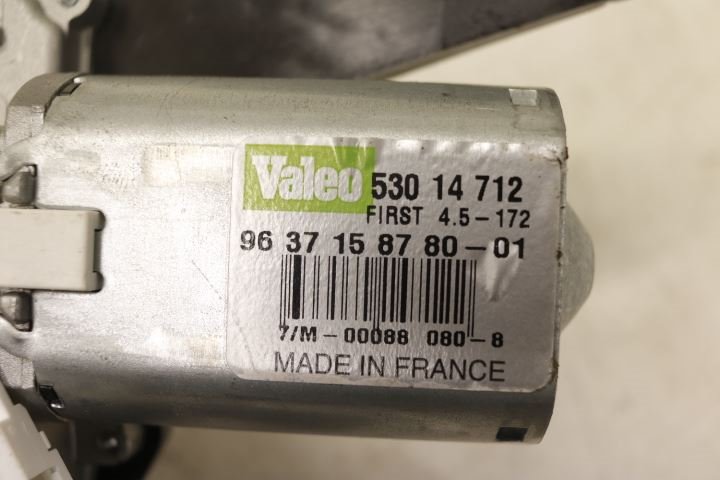 Valeo 530 14 712
FIRST 4.5-172
96 37 15 87 80-01
7/M-00088 080-8
MADE IN FRANCE